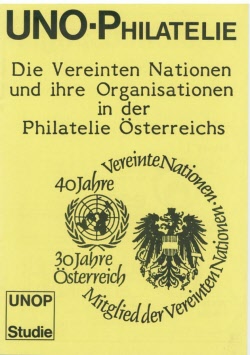 UNO-PHILATELIE
Die Vereinten Nationen
und ihre Organisationen
in der
Philatelie Österreichs
Vereinte Nationen · Mitglied der Vereinten Nationen ·
40 Jahre
30 Jahre
Österreich
UNOP
Studie